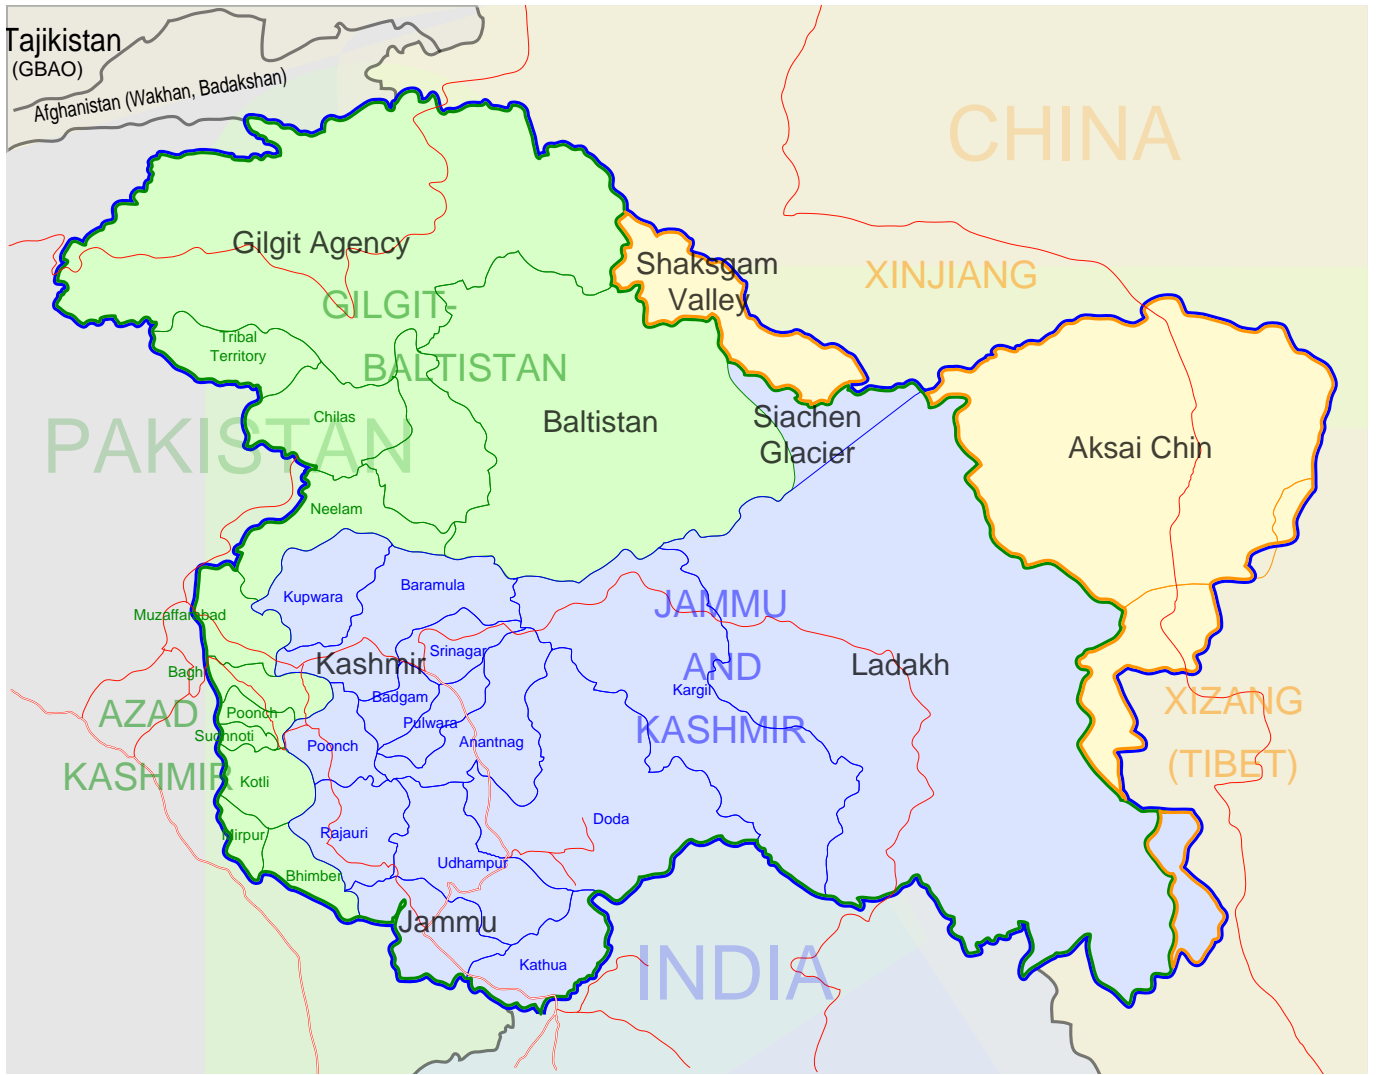 Tajikistan
(GBAO)
Afghanistan (Wakhan, Badakshan)
CHINA
Gilgit Agency
Shaksgam
Valley
XINJIANG
GILGIT-
BALTISTAN
Tribal
Territory
PAKISTAN
Chilas
Baltistan
Siachen
Glacier
Aksai Chin
Neelam
Kupwara
Baramula
JAMMU
AND
KASHMIR
Muzaffarabad
Kashmir
Srinagar
Ladakh
Bagh
Badgam
Kargil
AZAD
KASHMIR
Poonch
Pulwara
XIZANG
(TIBET)
Sudhnoti
Poonch
Anantnag
Kotli
Mirpur
Rajauri
Doda
Udhampur
Bhimber
Jammu
Kathua
INDIA